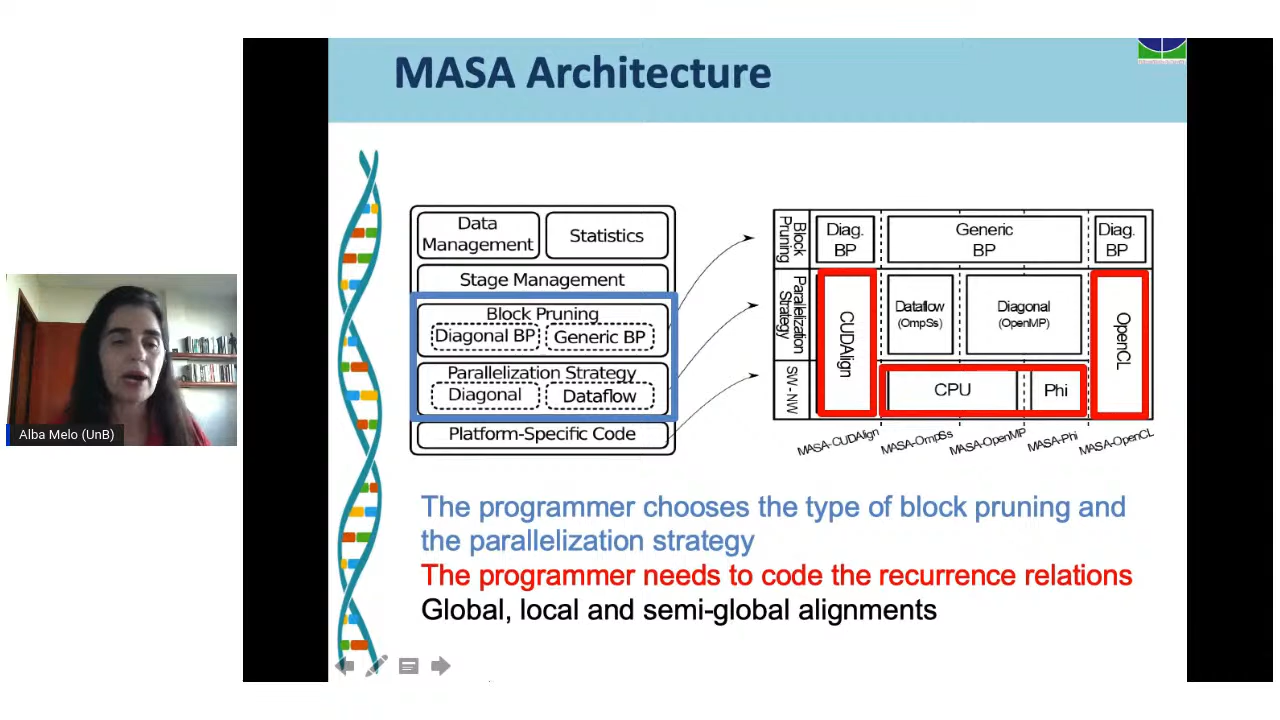 MASA Architecture
Data
Management
Statistics
Stage Management
Block Pruning
Diagonal BP
Generic BP
Parallelization Strategy
Diagonal
Dataflow
Platform-Specific Code
Block
Pruning
Diag.
BP
Generic
BP
Diag.
BP
Parallelization
Strategy
CUDAlign
Dataflow
(OmpSs)
Diagonal
(OpenMP)
OpenCL
SW-NW
CPU
Phi
MASA-CUDAlign
MASA-OmpSs
MASA-OpenMP
MASA-Phi
MASA-OpenCL
Alba Melo (UnB)
The programmer chooses the type of block pruning and
the parallelization strategy
The programmer needs to code the recurrence relations
Global, local and semi-global alignments